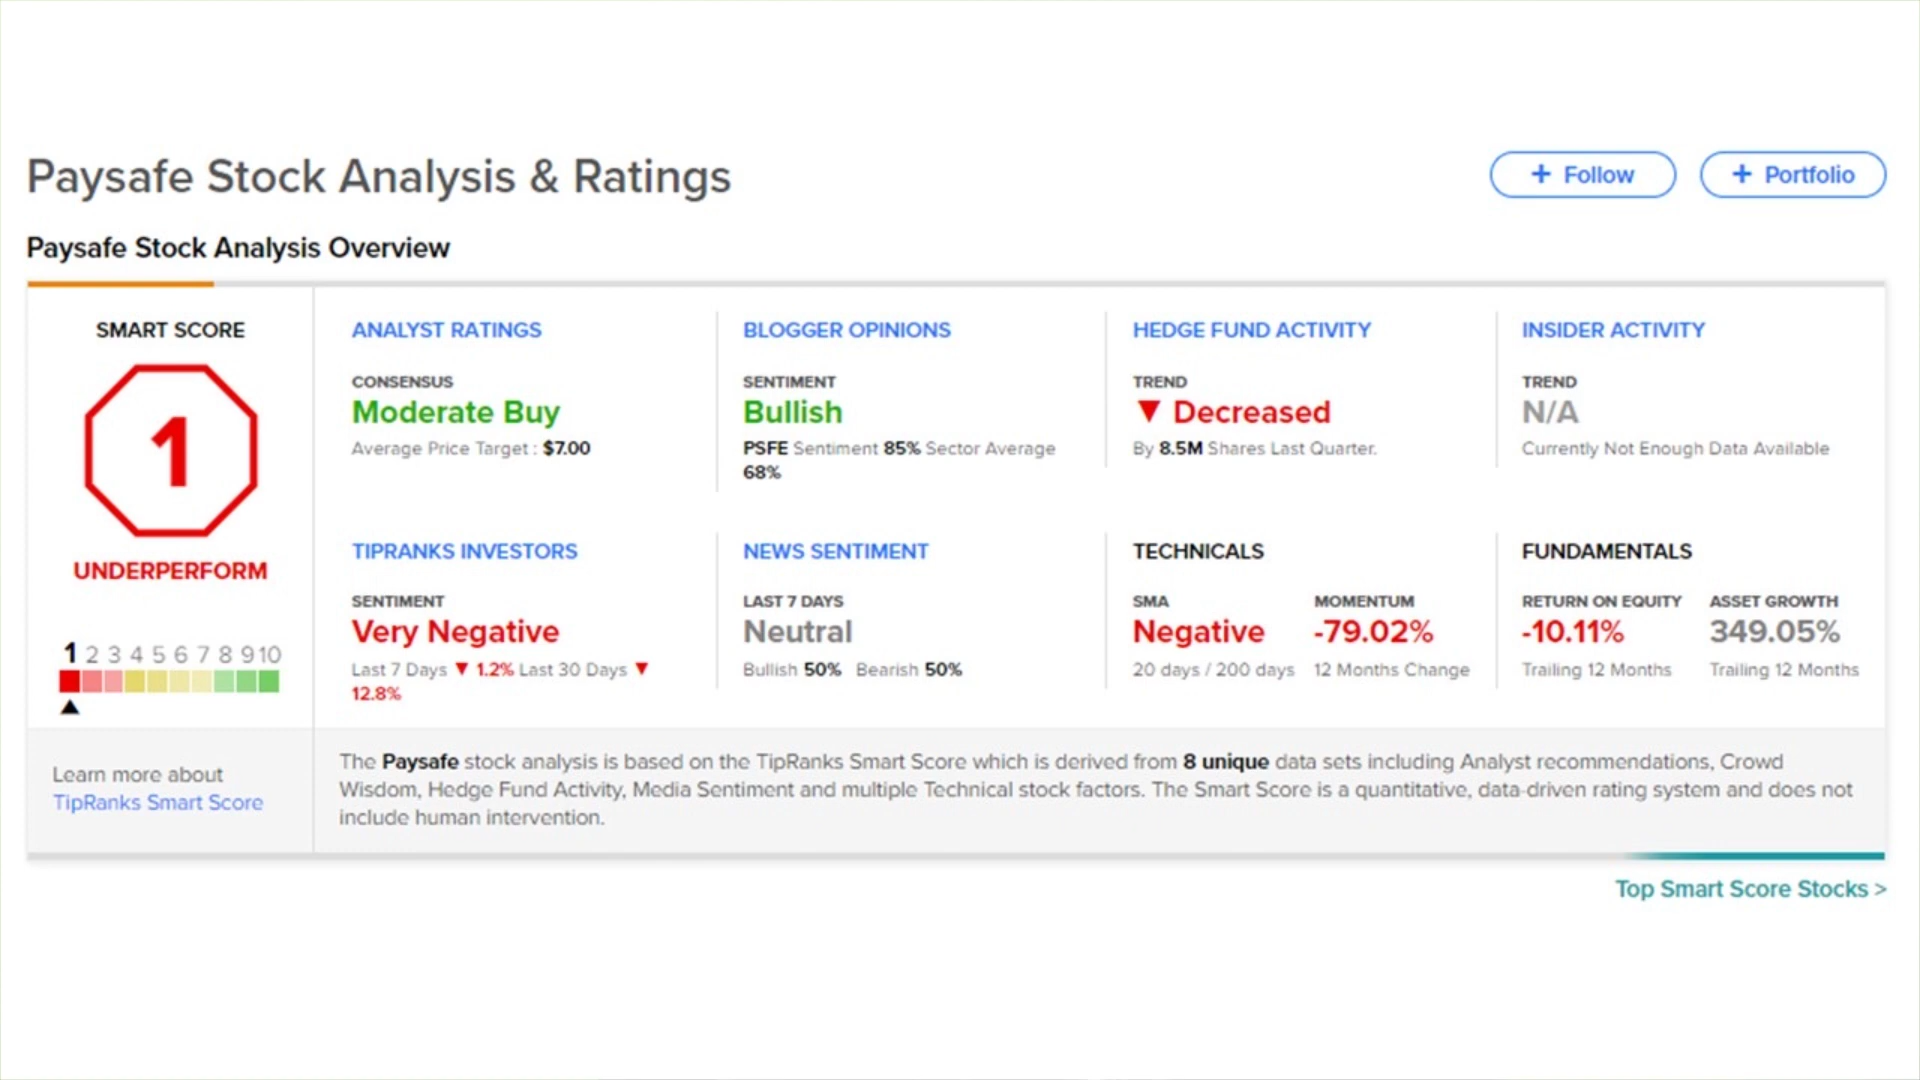 Paysafe Stock Analysis & Ratings
+ Follow
+ Portfolio
Paysafe Stock Analysis Overview
SMART SCORE
1
UNDERPERFORM
1 2 3 4 5 6 7 8 9 10
ANALYST RATINGS
CONSENSUS
Moderate Buy
Average Price Target : $7.00
BLOGGER OPINIONS
SENTIMENT
Bullish
PSFE Sentiment 85% Sector Average
68%
HEDGE FUND ACTIVITY
TREND
▼ Decreased
By 8.5M Shares Last Quarter.
INSIDER ACTIVITY
TREND
N/A
Currently Not Enough Data Available
TIPRANKS INVESTORS
SENTIMENT
Very Negative
Last 7 Days ▼ 1.2% Last 30 Days ▼
12.8%
NEWS SENTIMENT
LAST 7 DAYS
Neutral
Bullish 50% Bearish 50%
TECHNICALS
SMA
Negative
20 days / 200 days
MOMENTUM
-79.02%
12 Months Change
FUNDAMENTALS
RETURN ON EQUITY
-10.11%
Trailing 12 Months
ASSET GROWTH
349.05%
Trailing 12 Months
Learn more about
TipRanks Smart Score
The Paysafe stock analysis is based on the TipRanks Smart Score which is derived from 8 unique data sets including Analyst recommendations, Crowd
Wisdom, Hedge Fund Activity, Media Sentiment and multiple Technical stock factors. The Smart Score is a quantitative, data-driven rating system and does not
include human intervention.
Top Smart Score Stocks >